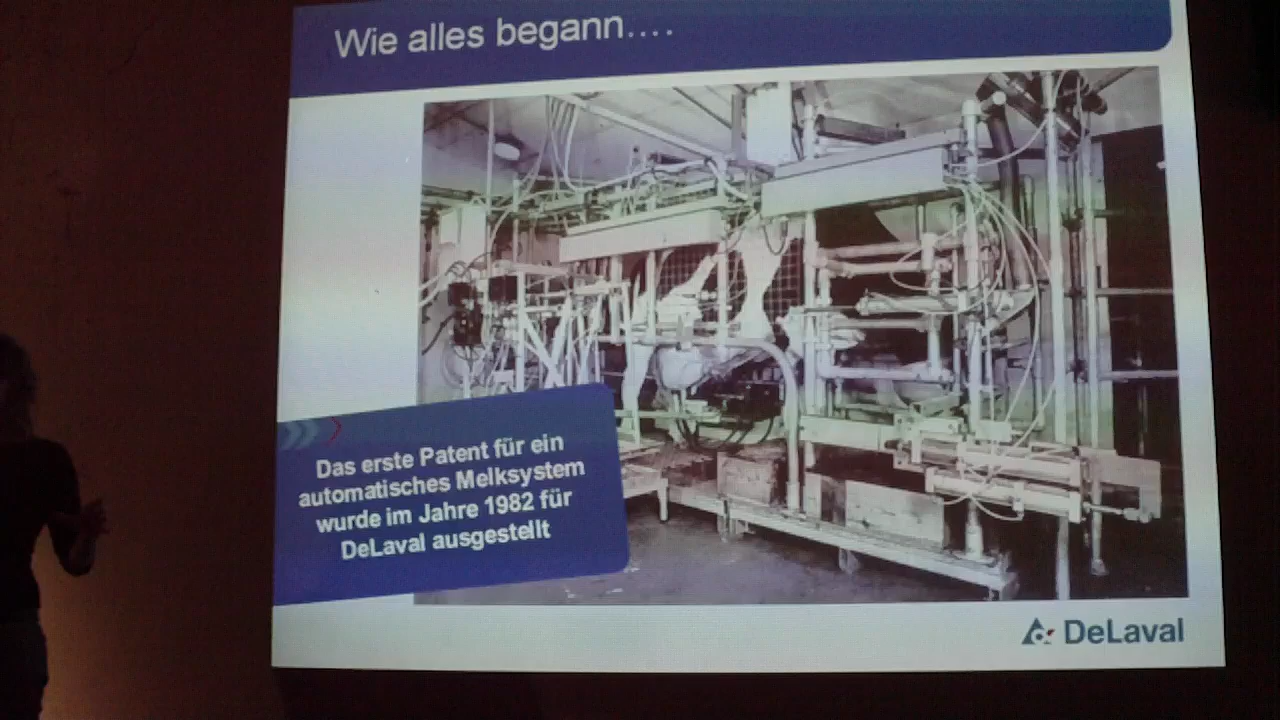 Wie alles begann....
Das erste Patent für ein
automatisches Melksystem
wurde im Jahre 1982 für
DeLaval ausgestellt
DeLaval